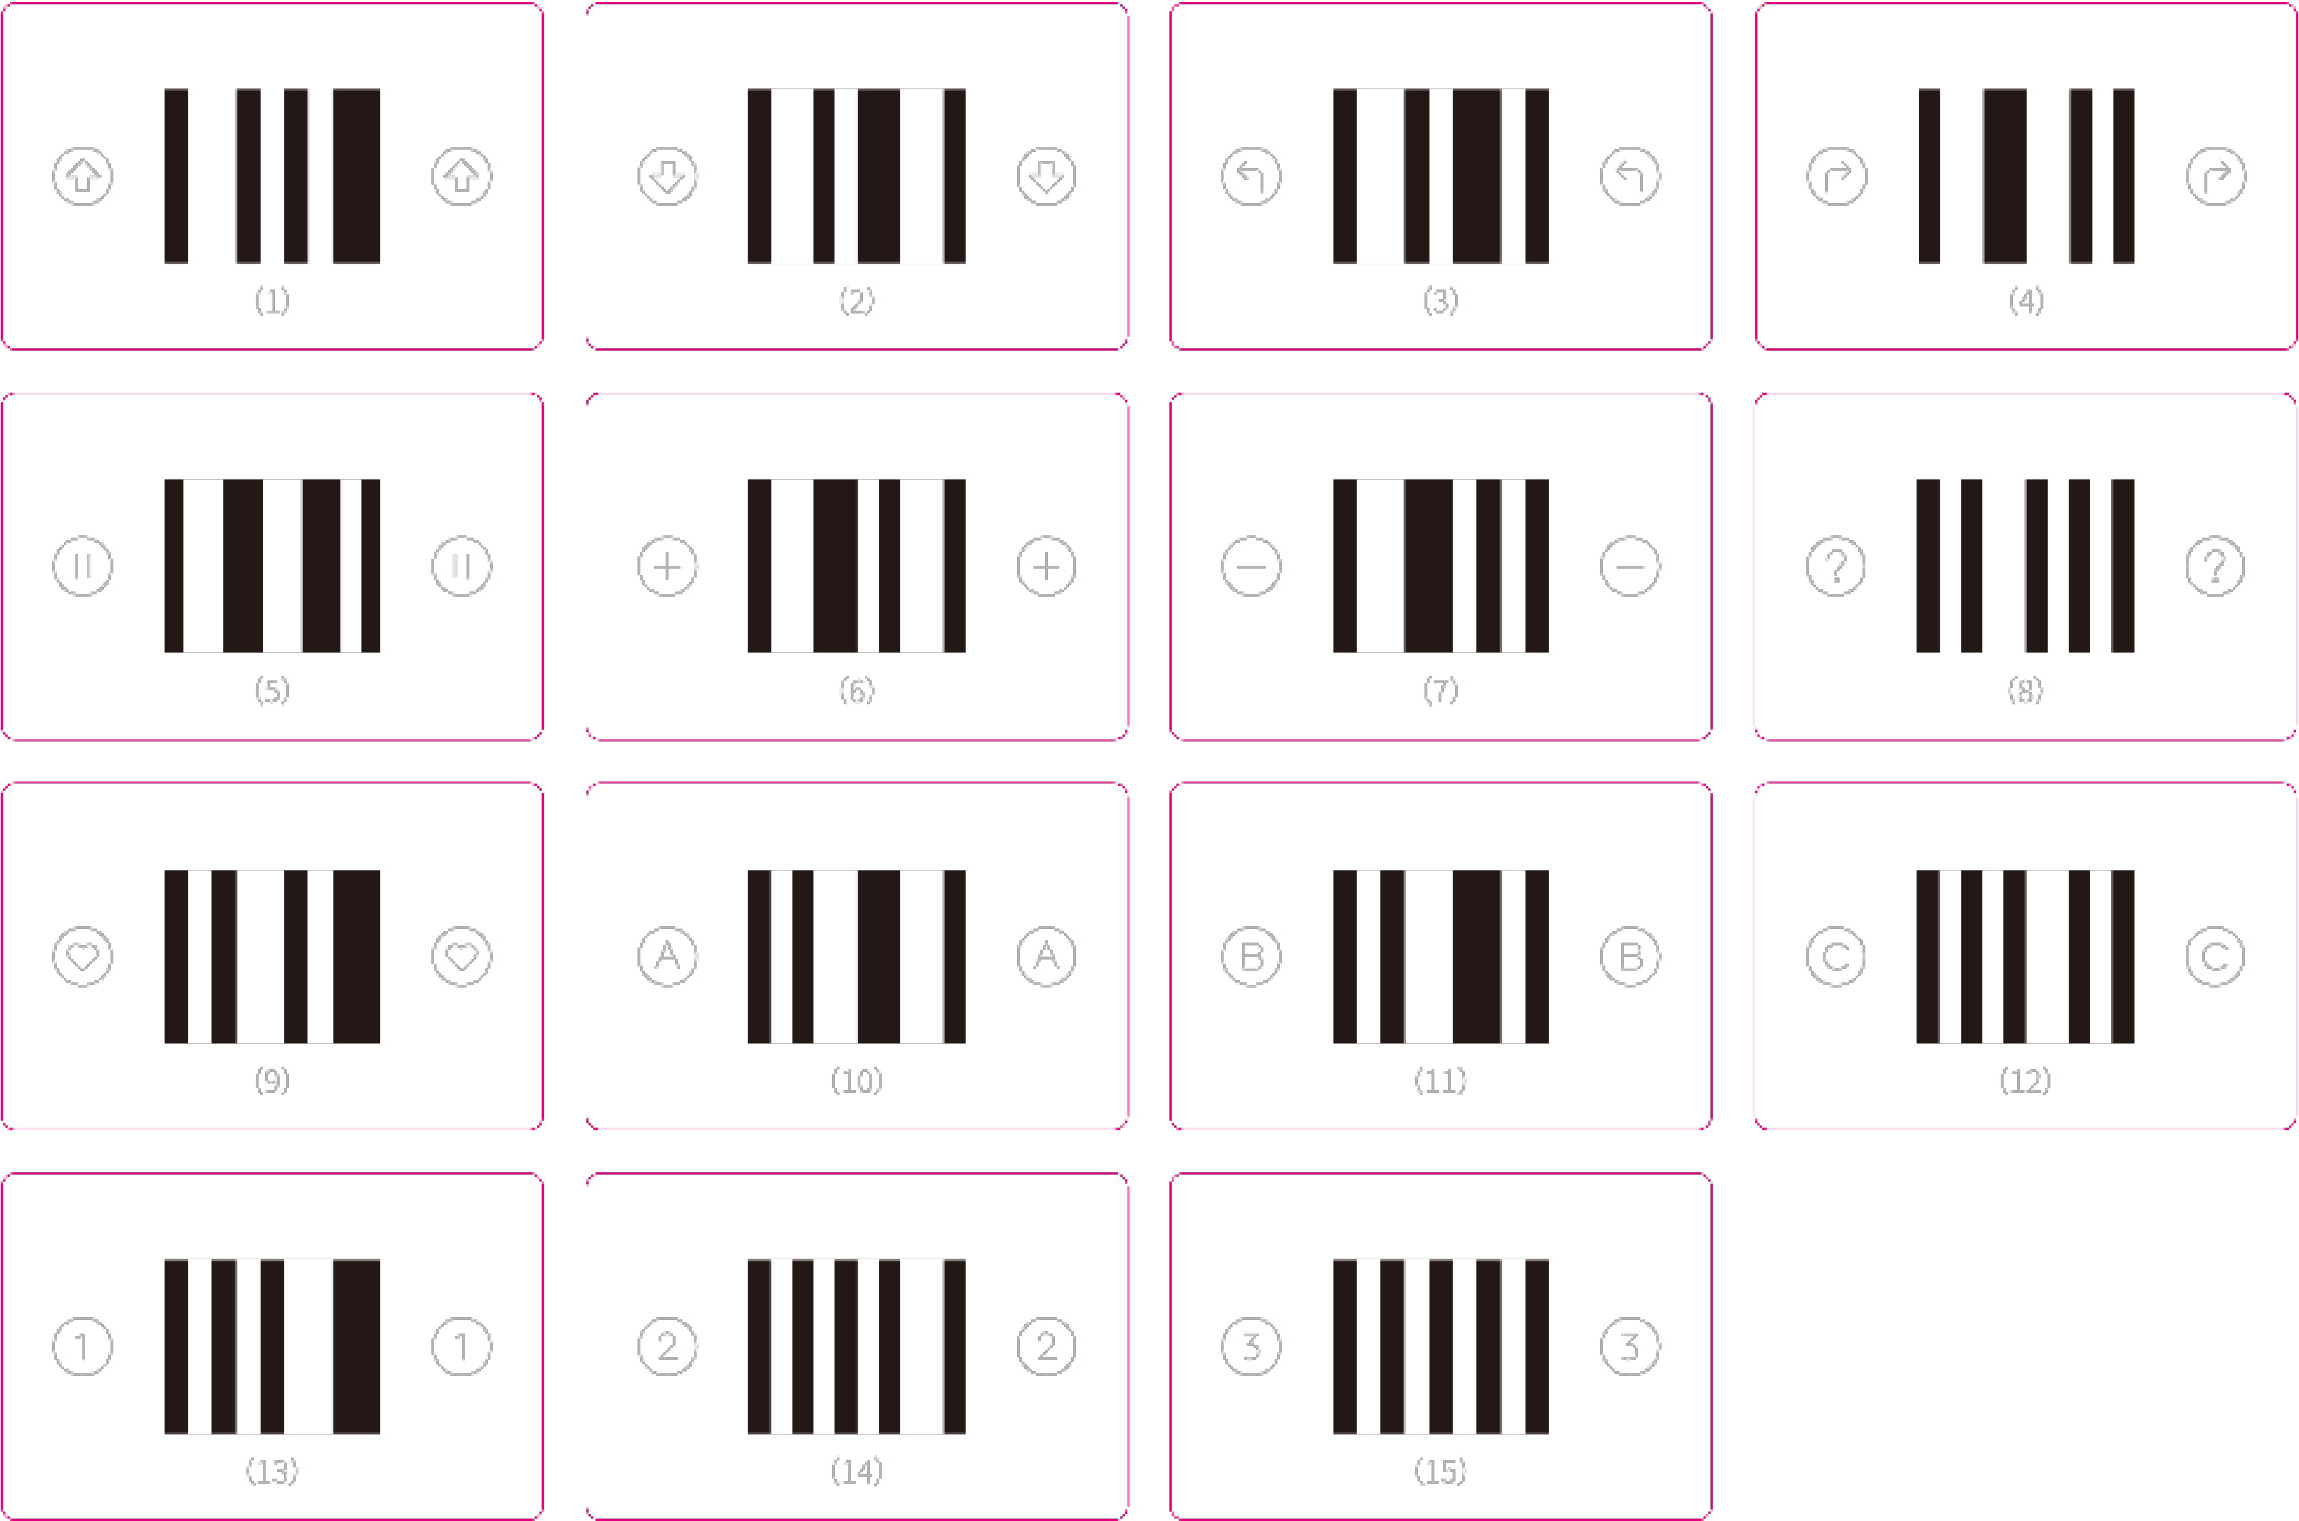 (1) (2) (3) (4)
+ + − − ? ?
(5) (6) (7) (8)
A A B B C C
(9) (10) (11) (12)
1 1 2 2 3 3
(13) (14) (15)